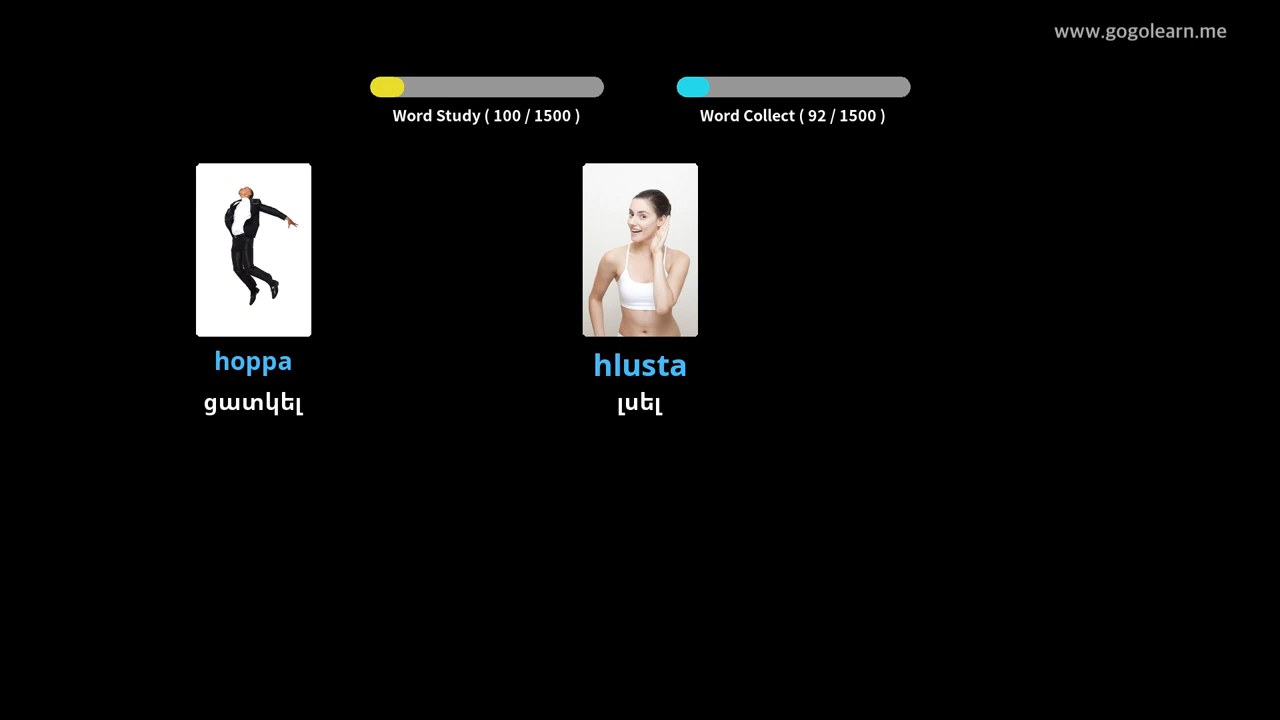 www.gogolearn.me
Word Study ( 100 / 1500 )
Word Collect ( 92 / 1500 )
hoppa
ցատկել
hlusta
լսել